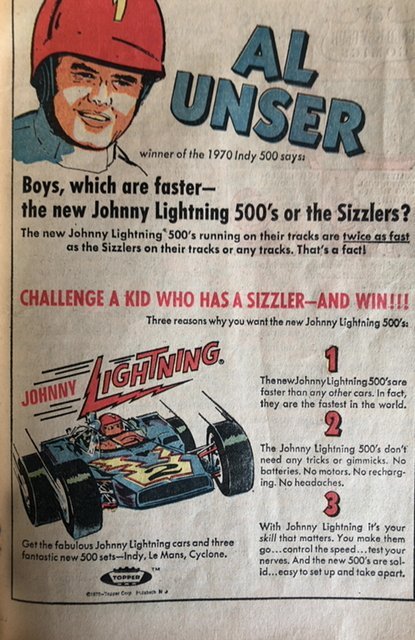 1
AL
UNSER
winner of the 1970 Indy 500 says:
Boys, which are faster—
the new Johnny Lightning 500's or the Sizzlers?
The new Johnny Lightning 500's running on their tracks are twice as fast
as the Sizzlers on their tracks or any tracks. That's a fact!
CHALLENGE A KID WHO HAS A SIZZLER—AND WIN!!!
Three reasons why you want the new Johnny Lightning 500's:
JOHNNY LIGHTNING®
2
Get the fabulous Johnny Lightning cars and three
fantastic new 500 sets—Indy, Le Mans, Cyclone.
TOPPER™
©1970—Topper Corp. Elizabeth N J
1
The new Johnny Lightning 500's are
faster than any other cars. In fact,
they are the fastest in the world.
2
The Johnny Lightning 500's don't
need any tricks or gimmicks. No
batteries. No motors. No recharg-
ing. No headaches.
3
With Johnny Lightning it's your
skill that matters. You make them
go...control the speed...test your
nerves. And the new 500's are sol-
id...easy to set up and take apart.